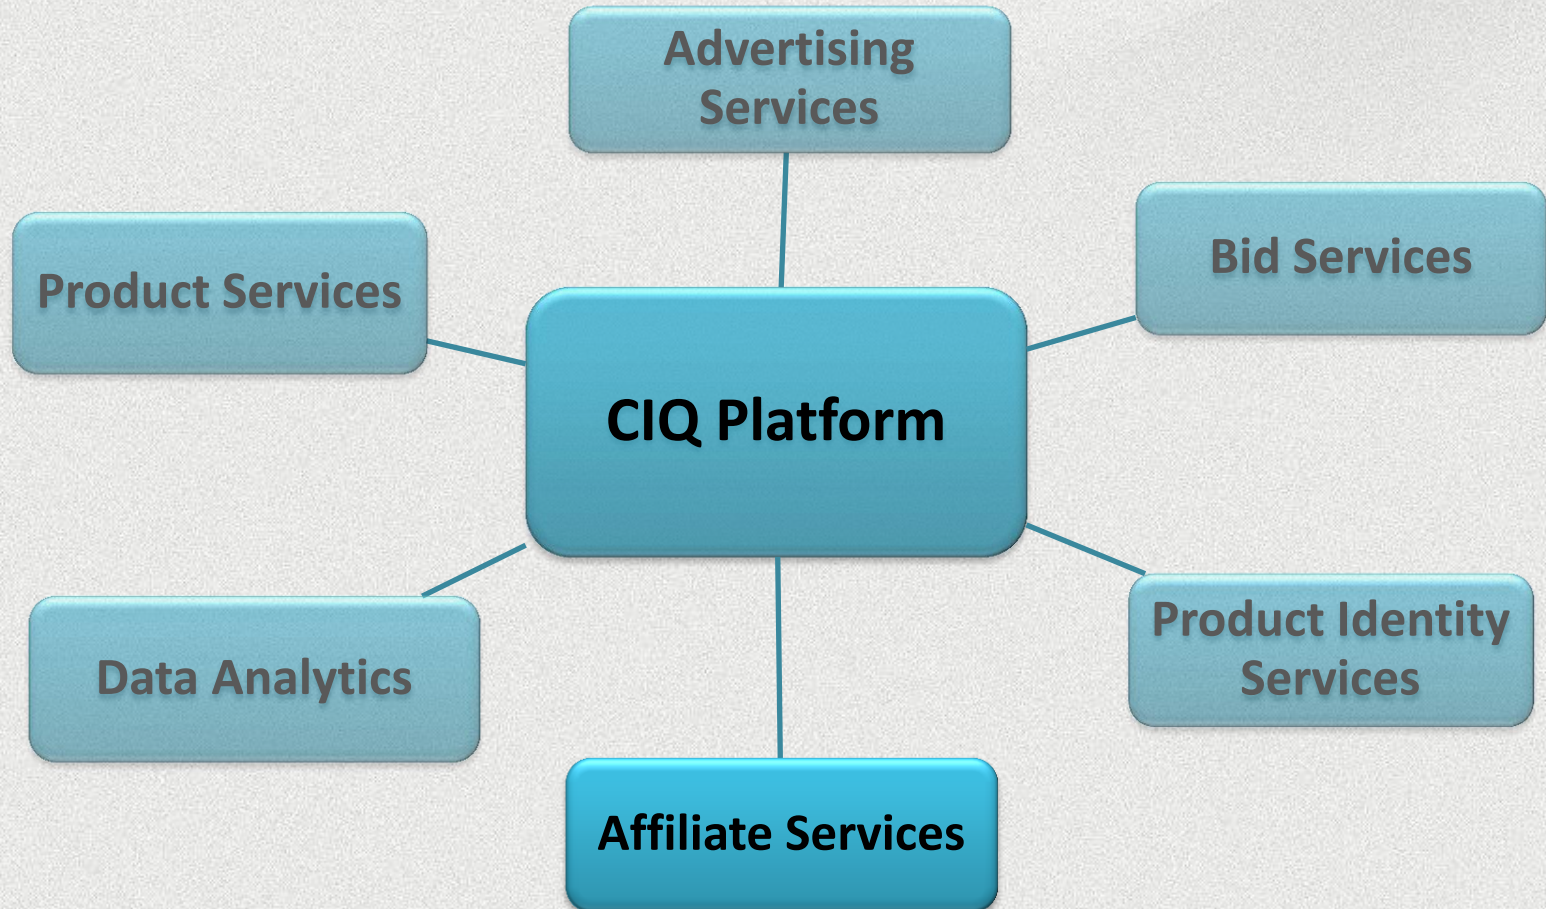 Advertising
Services
Bid Services
Product Services
CIQ Platform
Product Identity
Services
Data Analytics
Affiliate Services